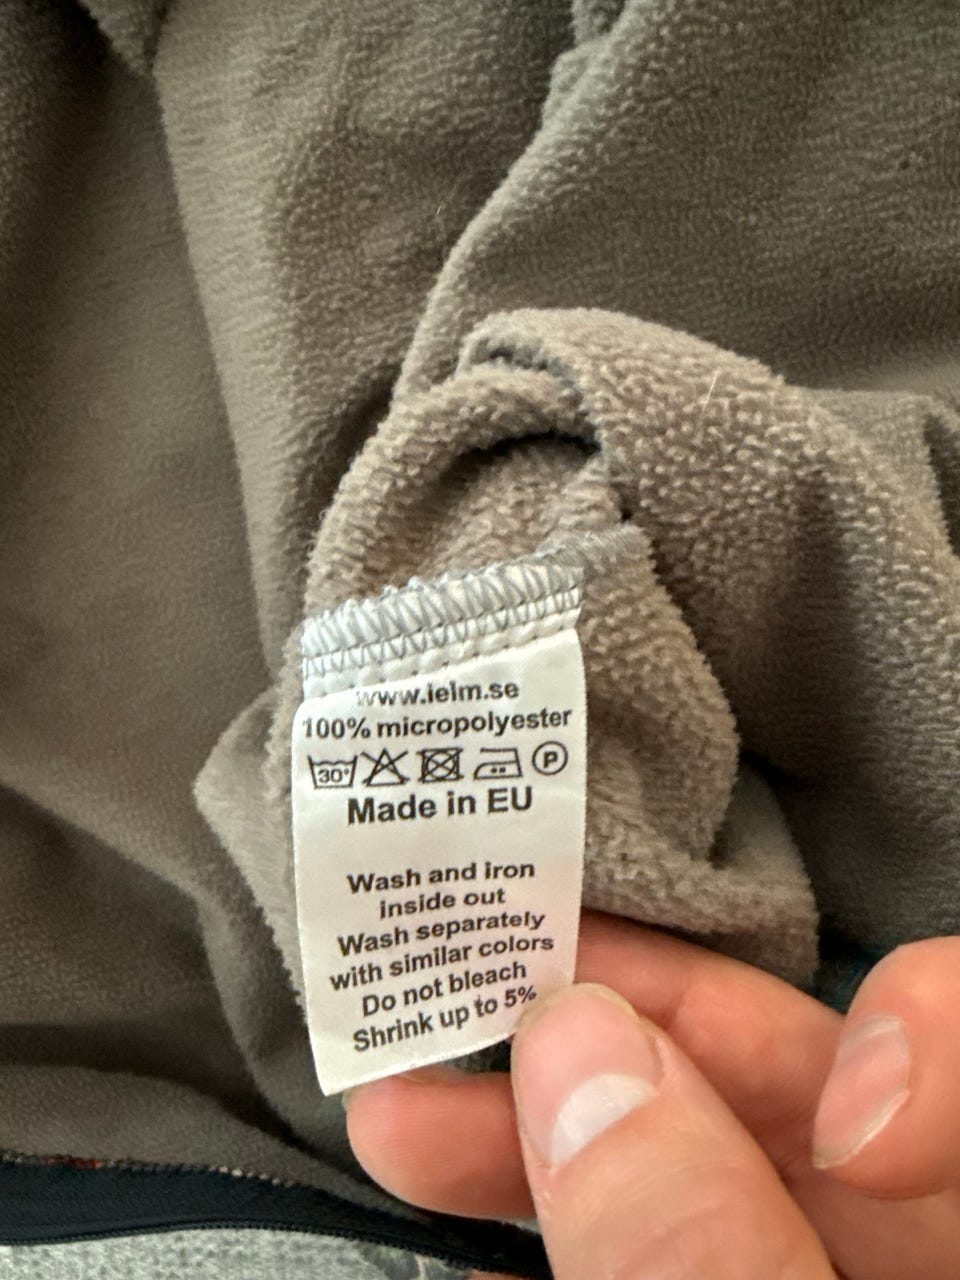 www.ielm.se
100% micropolyester
30° P
Made in EU
Wash and iron
inside out
Wash separately
with similar colors
Do not bleach
Shrink up to 5%